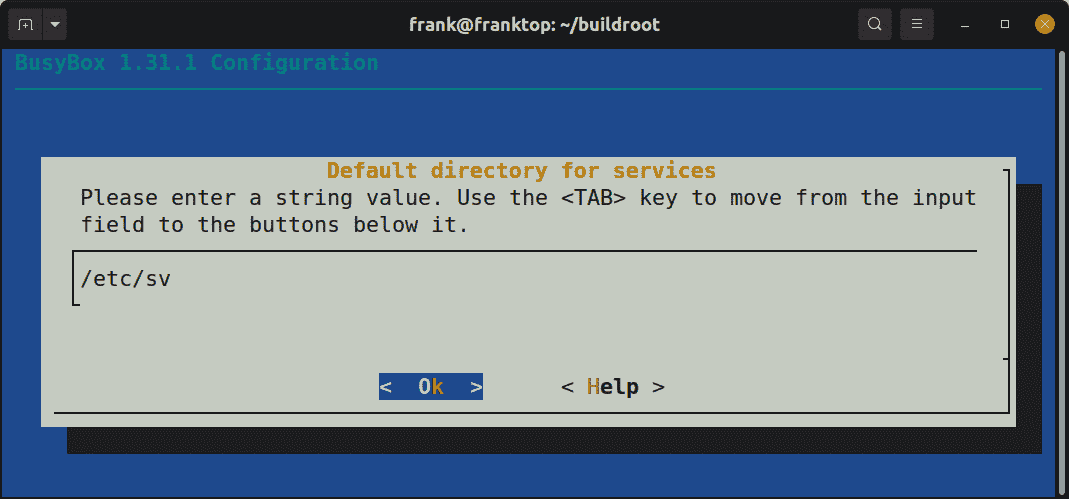 frank@franktop: ~/buildroot
BusyBox 1.31.1 Configuration
Default directory for services
Please enter a string value. Use the <TAB> key to move from the input
field to the buttons below it.
/etc/sv
<  Ok  > < Help >